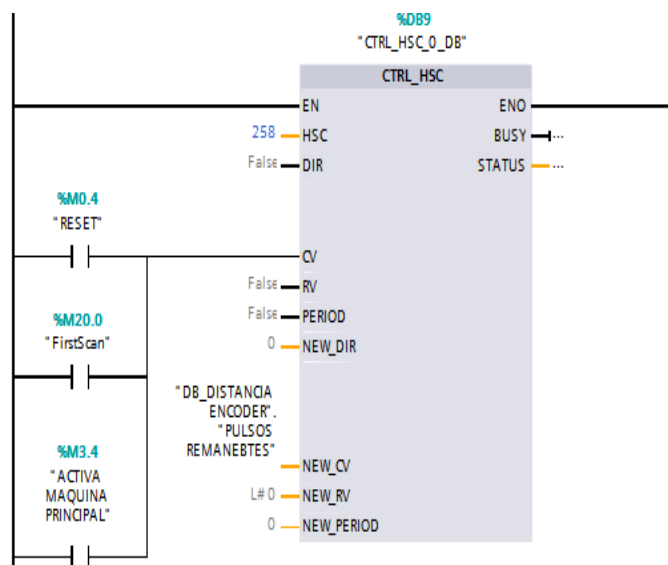 %DB9
"CTRL_HSC_0_DB"
CTRL_HSC
EN
ENO
258
HSC
BUSY
...
False
DIR
STATUS
...
%M0.4
"RESET"
CV
False
RV
%M20.0
"FirstScan"
False
PERIOD
0
NEW_DIR
"DB_DISTANCIA
ENCODER".
"PULSOS
REMANEBTES"
NEW_CV
%M3.4
"ACTIVA
MAQUINA
PRINCIPAL"
L#0
NEW_RV
0
NEW_PERIOD